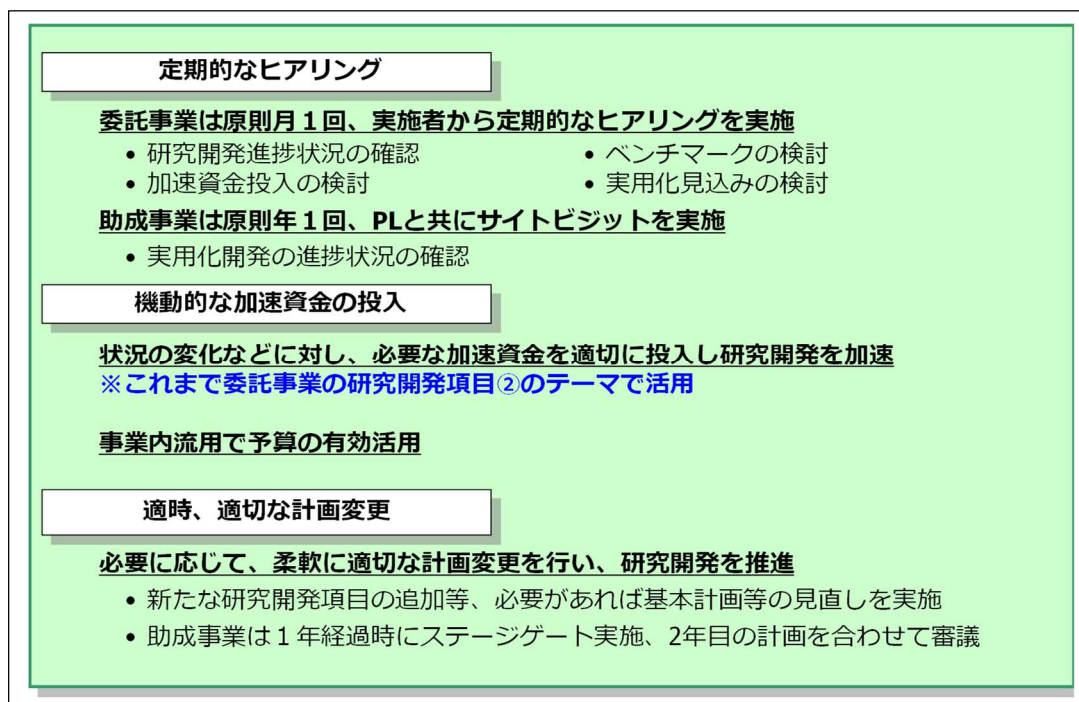 定期的なヒアリング
委託事業は原則月１回、実施者から定期的なヒアリングを実施
• 研究開発進捗状況の確認
• ベンチマークの検討
• 加速資金投入の検討
• 実用化見込みの検討
助成事業は原則年１回、PLと共にサイトビジットを実施
• 実用化開発の進捗状況の確認
機動的な加速資金の投入
状況の変化などに対し、必要な加速資金を適切に投入し研究開発を加速
※これまで委託事業の研究開発項目②のテーマで活用
事業内流用で予算の有効活用
適時、適切な計画変更
必要に応じて、柔軟に適切な計画変更を行い、研究開発を推進
• 新たな研究開発項目の追加等、必要があれば基本計画等の見直しを実施
• 助成事業は１年経過時にステージゲート実施、2年目の計画を合わせて審議